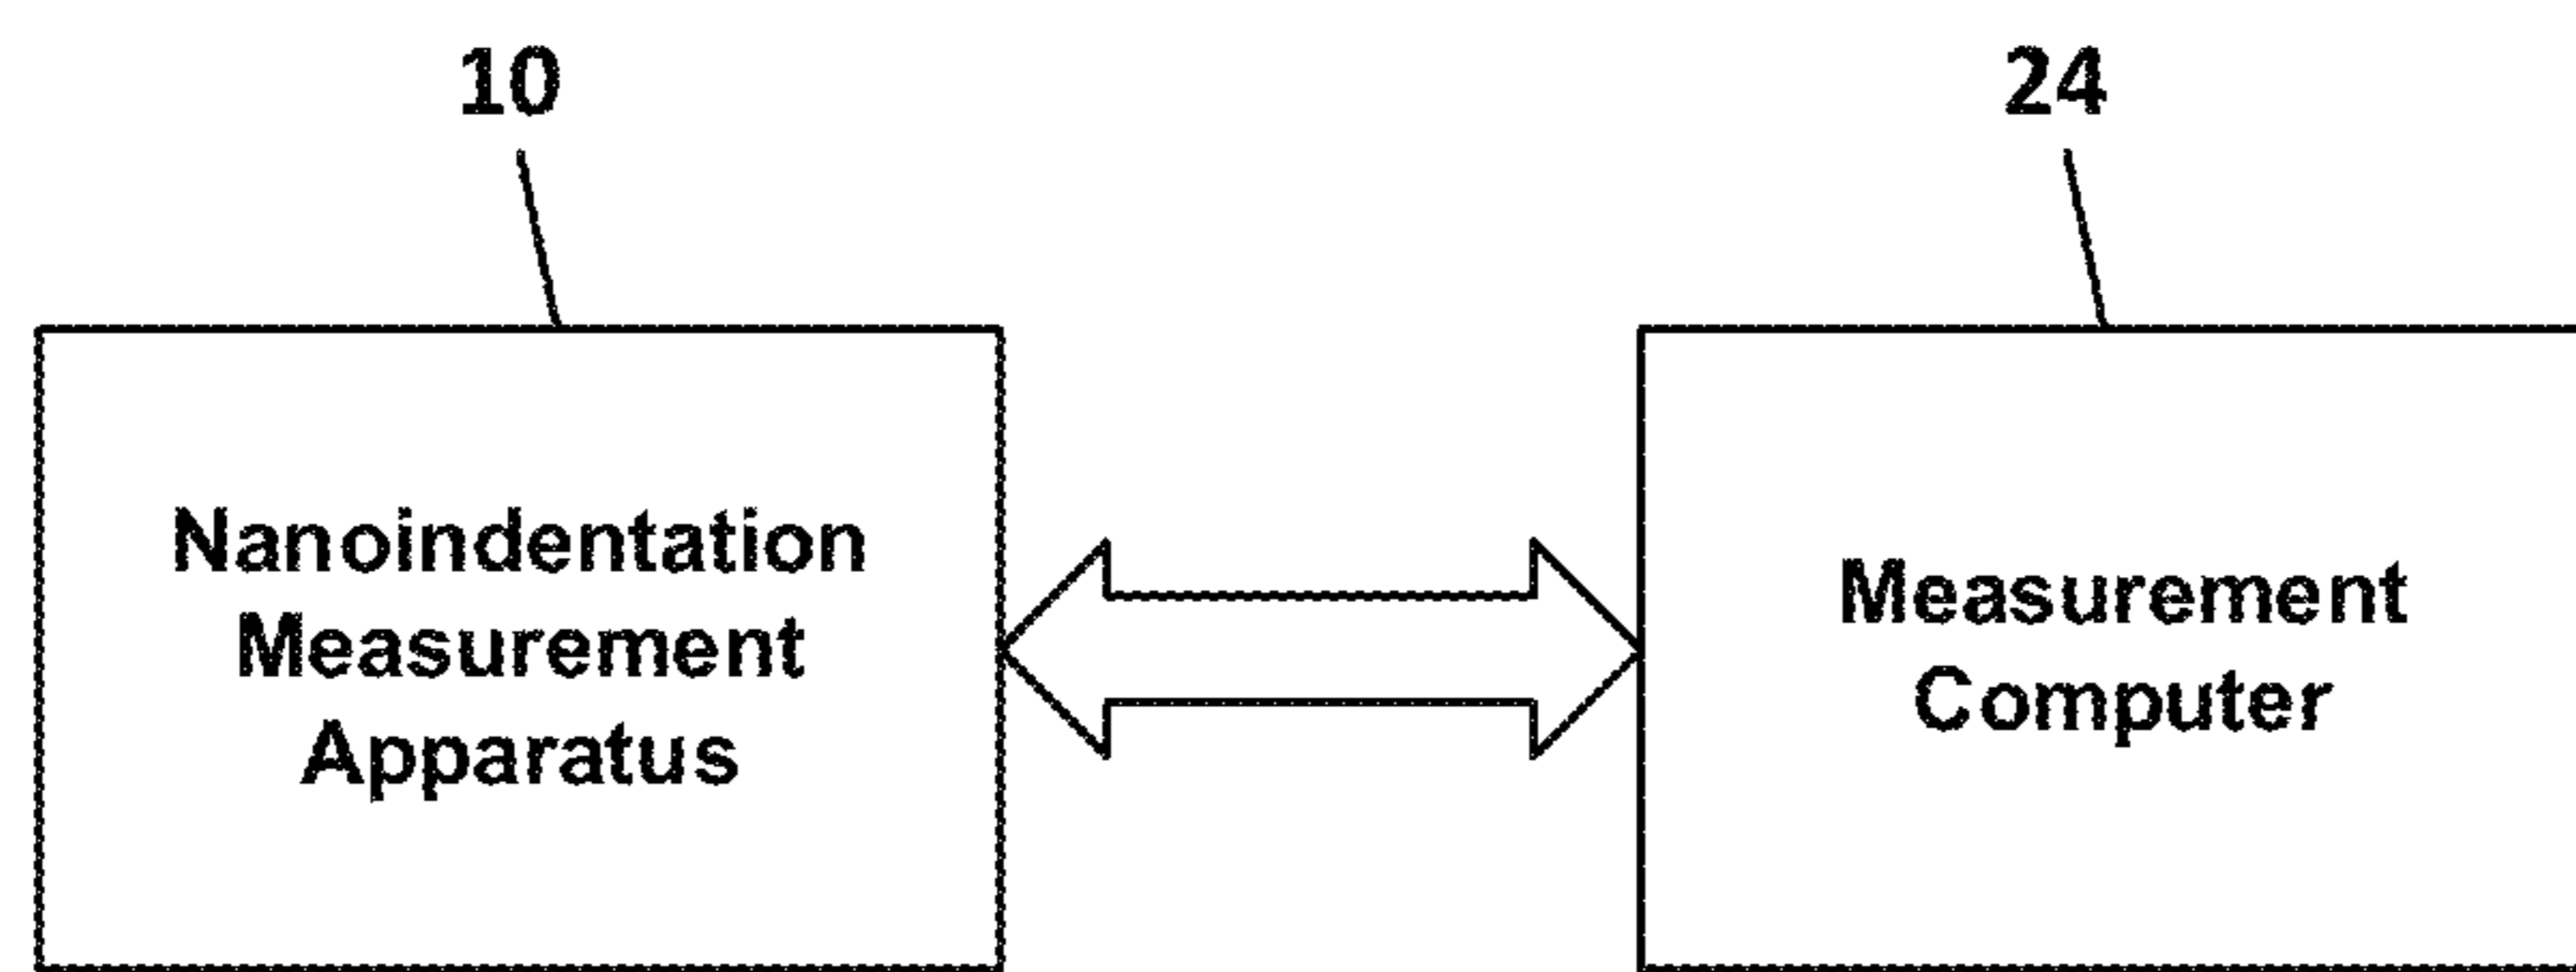 10
24
Nanoindentation
Measurement
Apparatus
Measurement
Computer